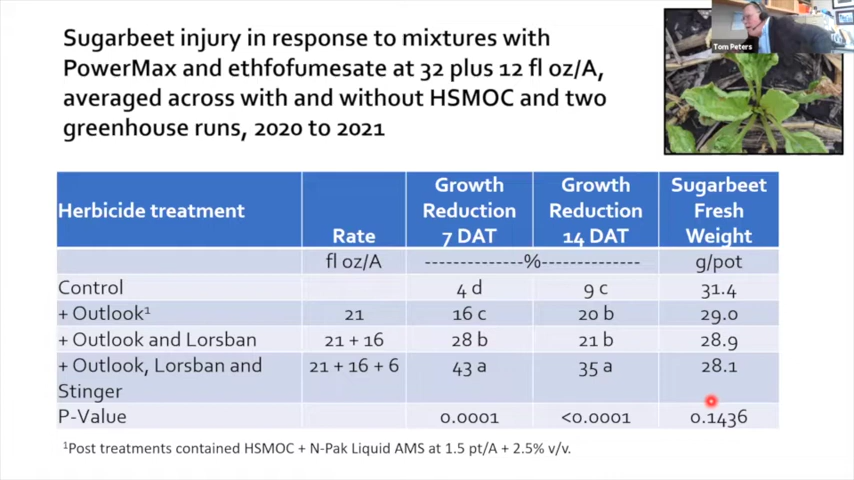 Sugarbeet injury in response to mixtures with
PowerMax and ethfofumesate at 32 plus 12 fl oz/A,
averaged across with and without HSMOC and two
greenhouse runs, 2020 to 2021
Tom Peters
Herbicide treatment Rate Growth Reduction 7 DAT Growth Reduction 14 DAT Sugarbeet Fresh Weight
fl oz/A --------------%-------------- g/pot
Control 4 d 9 c 31.4
+ Outlook¹ 21 16 c 20 b 29.0
+ Outlook and Lorsban 21 + 16 28 b 21 b 28.9
+ Outlook, Lorsban and 21 + 16 + 6 43 a 35 a 28.1
Stinger
P-Value 0.0001 <0.0001 0.1436
¹Post treatments contained HSMOC + N-Pak Liquid AMS at 1.5 pt/A + 2.5% v/v.